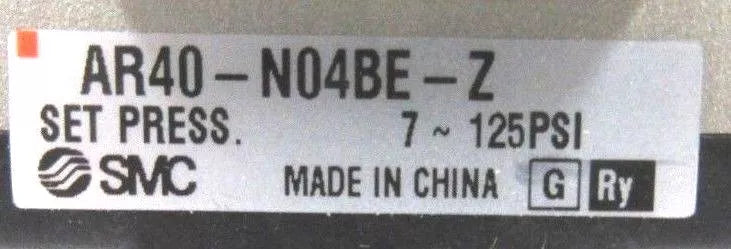 AR40-N04BE-Z
SET PRESS. 7 ~ 125PSI
SMC MADE IN CHINA G Ry